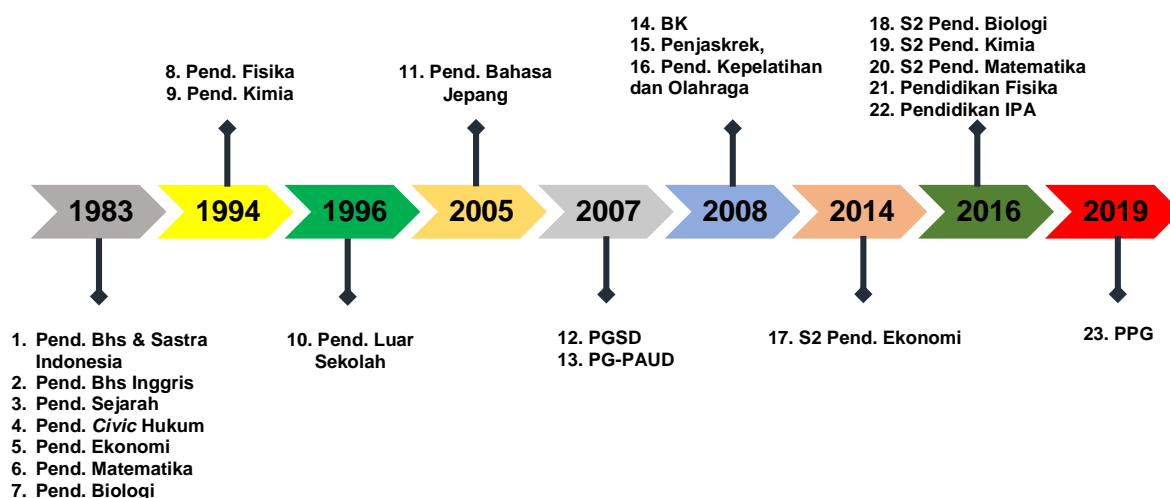 14. BK
15. Penjaskrek,
16. Pend. Kepelatihan
dan Olahraga
18. S2 Pend. Biologi
19. S2 Pend. Kimia
20. S2 Pend. Matematika
21. Pendidikan Fisika
22. Pendidikan IPA
8. Pend. Fisika
9. Pend. Kimia
11. Pend. Bahasa
Jepang
1983
1994
1996
2005
2007
2008
2014
2016
2019
1. Pend. Bhs & Sastra
Indonesia
2. Pend. Bhs Inggris
3. Pend. Sejarah
4. Pend. Civic Hukum
5. Pend. Ekonomi
6. Pend. Matematika
7. Pend. Biologi
10. Pend. Luar
Sekolah
12. PGSD
13. PG-PAUD
17. S2 Pend. Ekonomi
23. PPG